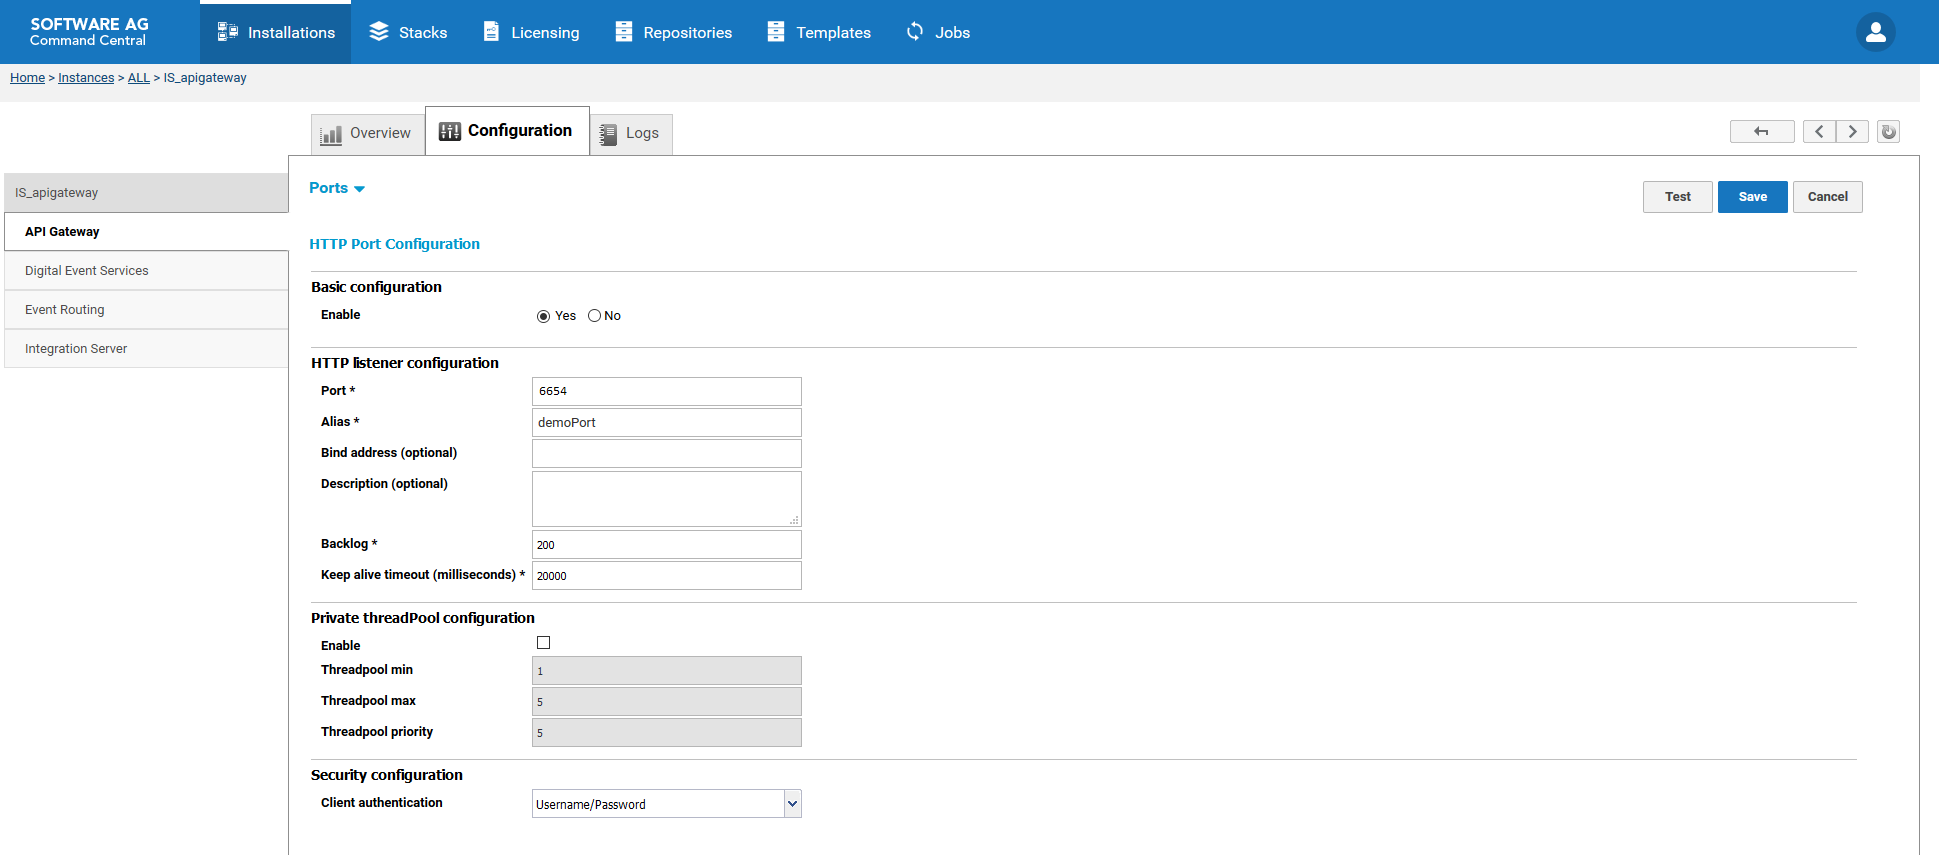 SOFTWARE AG
Command Central
Installations
Stacks
Licensing
Repositories
Templates
Jobs
Home > Instances > ALL > IS_apigateway
Overview
Configuration
Logs
IS_apigateway
API Gateway
Digital Event Services
Event Routing
Integration Server
Ports
Test
Save
Cancel
HTTP Port Configuration
Basic configuration
Enable Yes No
HTTP listener configuration
Port * 6654
Alias * demoPort
Bind address (optional)
Description (optional)
Backlog * 200
Keep alive timeout (milliseconds) * 20000
Private threadPool configuration
Enable
Threadpool min 1
Threadpool max 5
Threadpool priority 5
Security configuration
Client authentication Username/Password